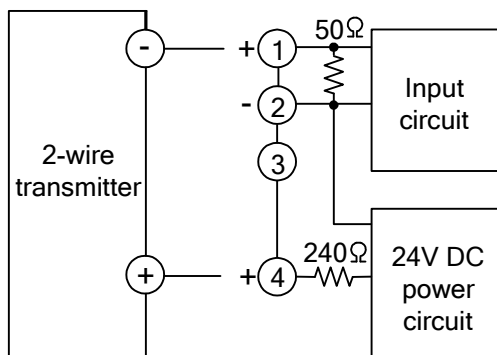 2-wire
transmitter
-
+
+ 1
- 2
3
+ 4
50Ω
240Ω
Input
circuit
24V DC
power
circuit